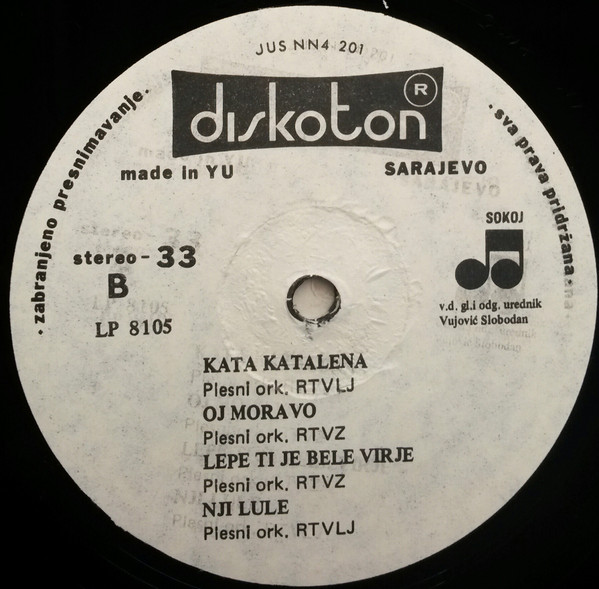 JUS NN4 201
diskoton ®
made in YU
SARAJEVO
· zabranjeno presnimavanje ·
· sva prava pridržana ·
SOKOJ
stereo - 33
B
LP 8105
v.d. gl.i odg. urednik
Vujović Slobodan
KATA KATALENA
Plesni ork. RTVLJ
OJ MORAVO
Plesni ork. RTVZ
LEPE TI JE BELE VIRJE
Plesni ork. RTVZ
NJI LULE
Plesni ork. RTVLJ